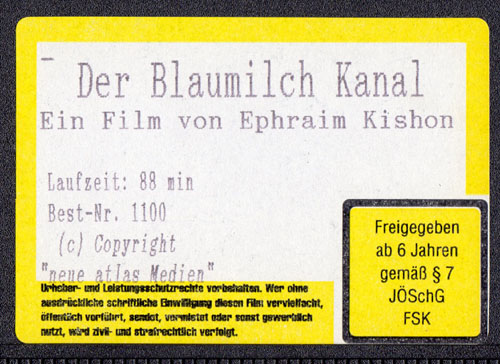 Der Blaumilch Kanal
Ein Film von Ephraim Kishon
Laufzeit: 88 min
Best-Nr. 1100
(c) Copyright
"neue atlas Medien"
Urheber- und Leistungsschutzrechte vorbehalten. Wer ohne
ausdrückliche schriftliche Einwilligung diesen Film vervielfacht,
öffentlich vorführt, sendet, vermietet oder sonst gewerblich
nutzt, wird zivil- und strafrechtlich verfolgt.
Freigegeben
ab 6 Jahren
gemäß § 7
JÖSchG
FSK